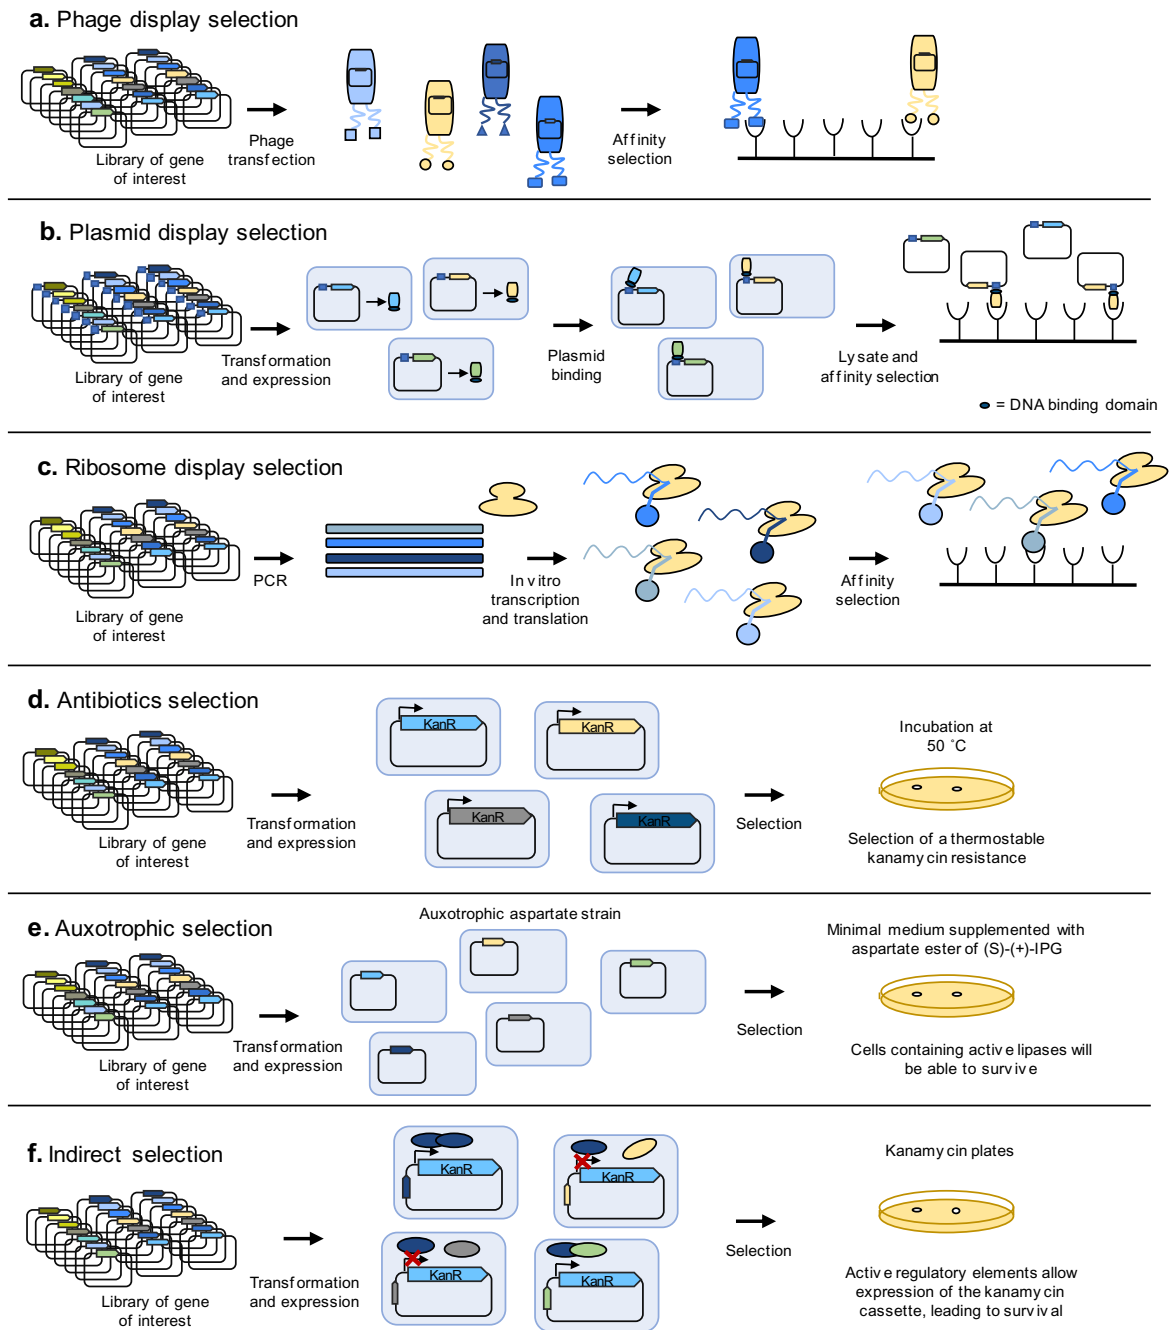 a. Phage display selection
Library of gene
of interest
Phage
transfection
Affinity
selection
b. Plasmid display selection
Library of gene
of interest
Transformation
and expression
Plasmid
binding
Lysate and
affinity selection
= DNA binding domain
c. Ribosome display selection
Library of gene
of interest
PCR
In vitro
transcription
and translation
Affinity
selection
d. Antibiotics selection
Library of gene
of interest
Transformation
and expression
KanR
KanR
KanR
KanR
Selection
Incubation at
50 ˚C
Selection of a thermostable
kanamycin resistance
e. Auxotrophic selection
Library of gene
of interest
Transformation
and expression
Auxotrophic aspartate strain
Selection
Minimal medium supplemented with
aspartate ester of (S)-(+)-IPG
Cells containing active lipases will
be able to survive
f. Indirect selection
Library of gene
of interest
Transformation
and expression
KanR
KanR
KanR
KanR
Selection
Kanamycin plates
Active regulatory elements allow
expression of the kanamycin
cassette, leading to survival